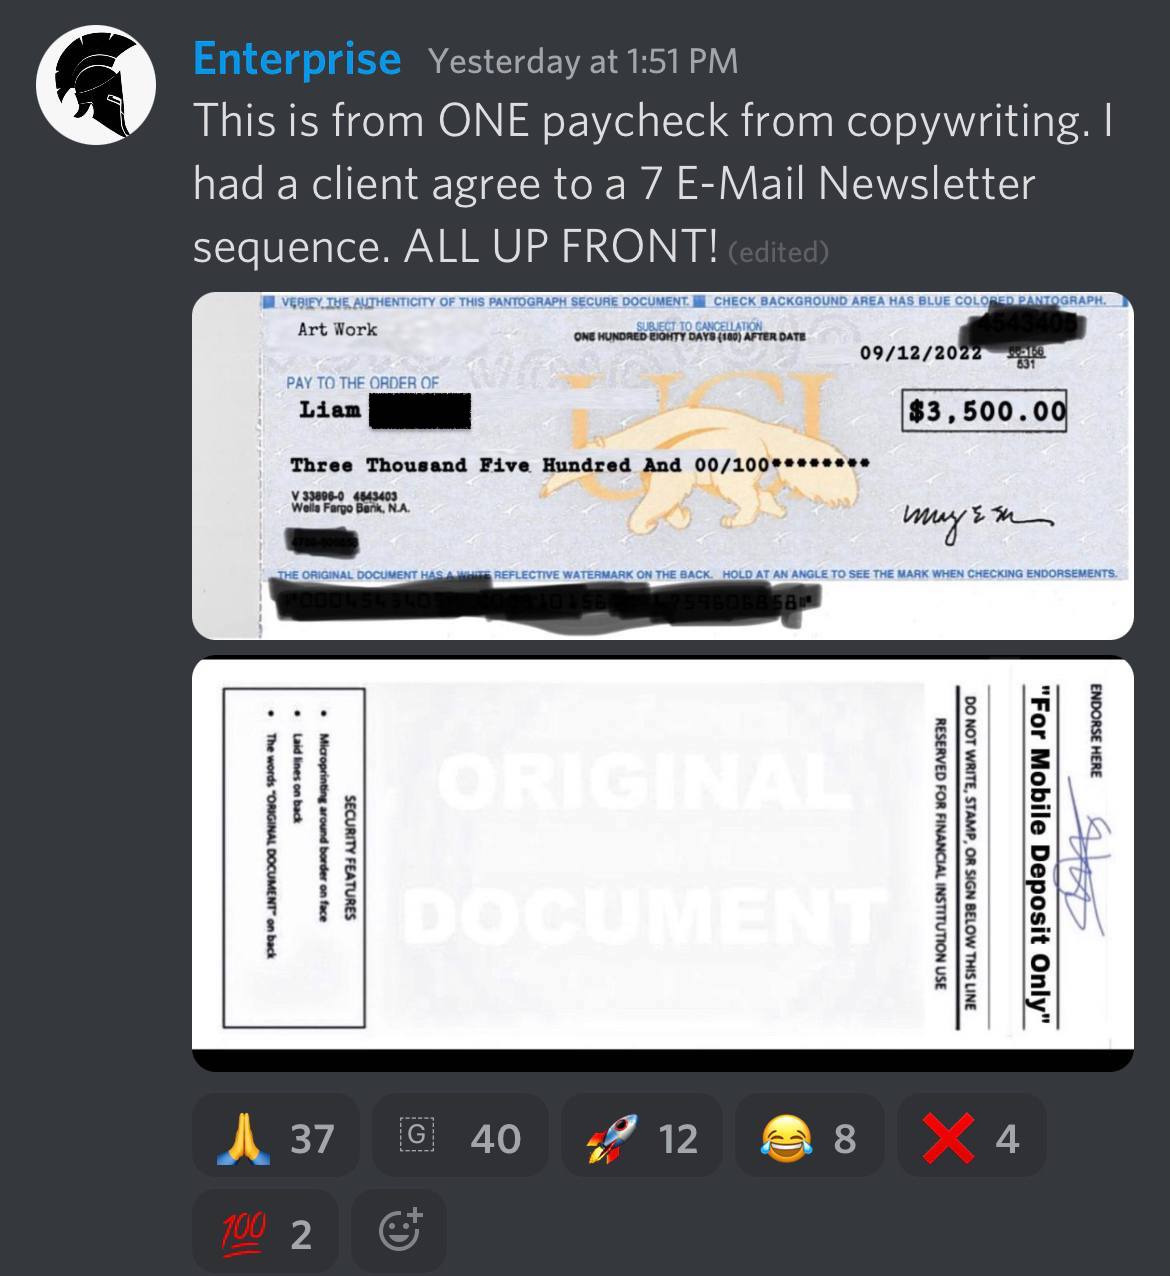 Enterprise Yesterday at 1:51 PM
This is from ONE paycheck from copywriting. I
had a client agree to a 7 E-Mail Newsletter
sequence. ALL UP FRONT! (edited)
VERIFY THE AUTHENTICITY OF THIS PANTOGRAPH SECURE DOCUMENT. CHECK BACKGROUND AREA HAS BLUE COLORED PANTOGRAPH.
Art Work
SUBJECT TO CANCELLATION
ONE HUNDRED EIGHTY DAYS (180) AFTER DATE
09/12/2022
PAY TO THE ORDER OF
Liam
$3,500.00
UCI
Three Thousand Five Hundred And 00/100********
V 33896-0 4543403
Wells Fargo Bank, N.A.
THE ORIGINAL DOCUMENT HAS A WHITE REFLECTIVE WATERMARK ON THE BACK. HOLD AT AN ANGLE TO SEE THE MARK WHEN CHECKING ENDORSEMENTS.
ENDORSE HERE
"For Mobile Deposit Only"
DO NOT WRITE, STAMP, OR SIGN BELOW THIS LINE
RESERVED FOR FINANCIAL INSTITUTION USE
ORIGINAL
DOCUMENT
SECURITY FEATURES
• Microprinting around border on face
• Laid lines on back
• The words "ORIGINAL DOCUMENT" on back
37 G 40 12 8 4
100 2